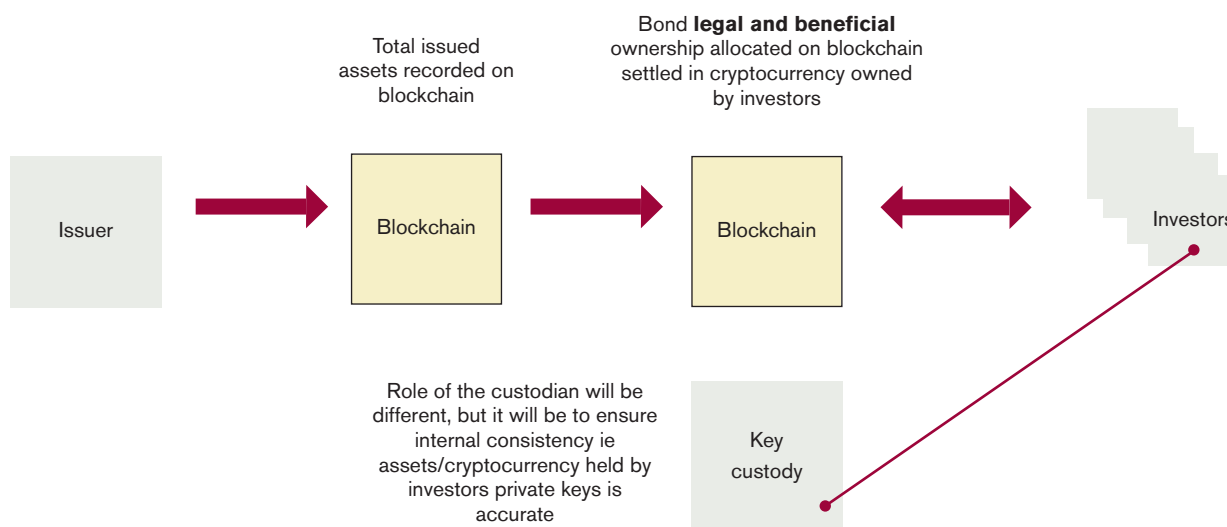 Total issued
assets recorded on
blockchain
Bond legal and beneficial
ownership allocated on blockchain
settled in cryptocurrency owned
by investors
Issuer
Blockchain
Blockchain
Investors
Role of the custodian will be
different, but it will be to ensure
internal consistency ie
assets/cryptocurrency held by
investors private keys is
accurate
Key
custody